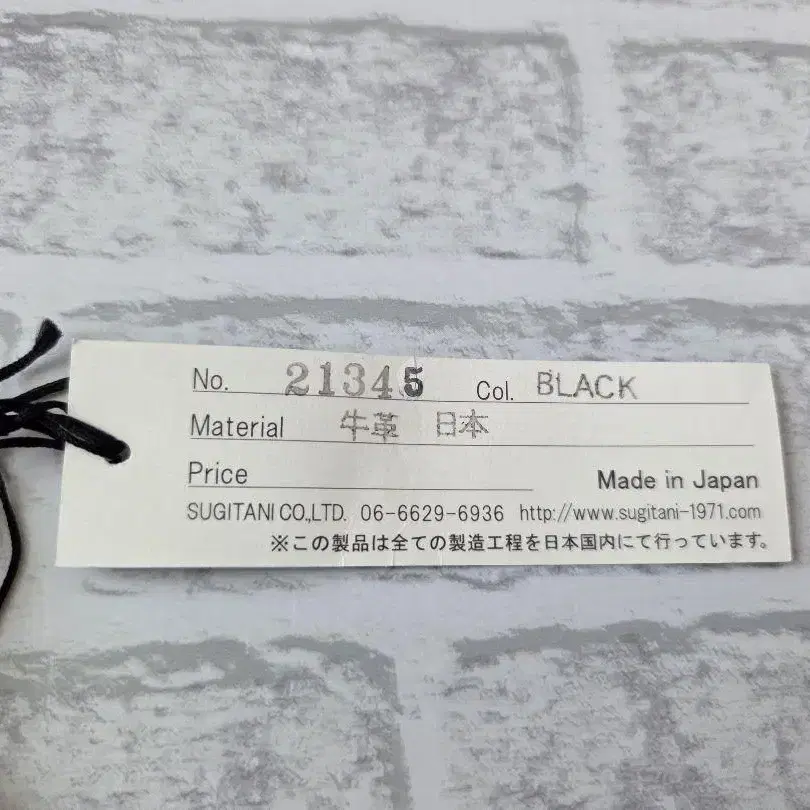 No. 21345 Col. BLACK
Material 牛革 日本
Price Made in Japan
SUGITANI CO.,LTD. 06-6629-6936 http://www.sugitani-1971.com
※この製品は全ての製造工程を日本国内にて行っています。